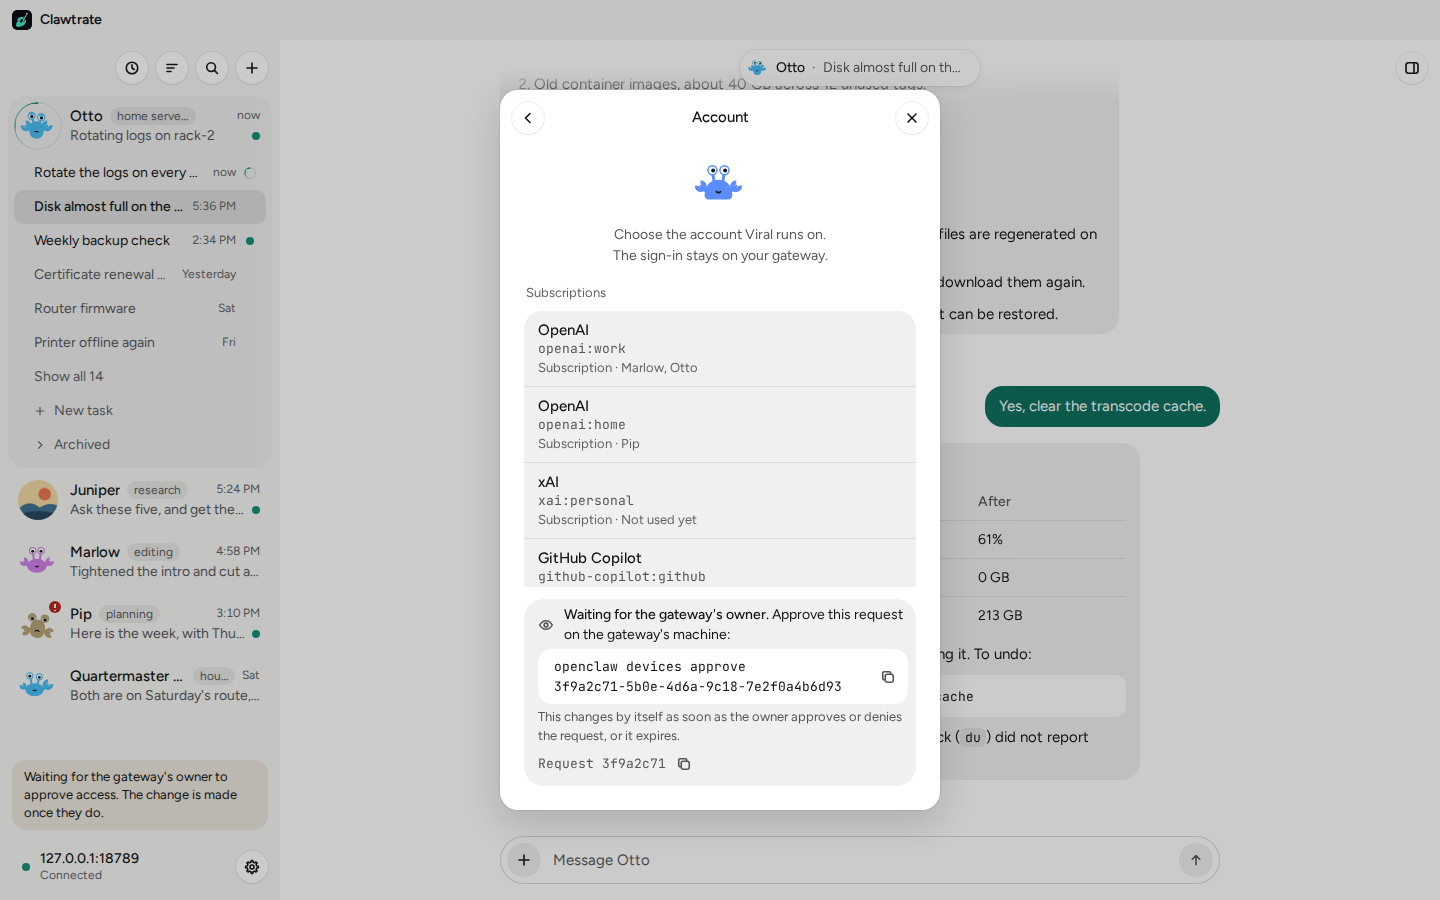 Clawtrate
Otto
home serve...
now
Rotating logs on rack-2
Rotate the logs on every ...
now
Disk almost full on the ...
5:36 PM
Weekly backup check
2:34 PM
Certificate renewal ...
Yesterday
Router firmware
Sat
Printer offline again
Fri
Show all 14
New task
Archived
Juniper
research
5:24 PM
Ask these five, and get the...
Marlow
editing
4:58 PM
Tightened the intro and cut a...
Pip
planning
3:10 PM
Here is the week, with Thu...
Quartermaster ...
hou...
Sat
Both are on Saturday's route,...
Waiting for the gateway's owner to
approve access. The change is made
once they do.
127.0.0.1:18789
Connected
Otto · Disk almost full on th...
2. Old container images, about 40 GB across 12 unused tags.
files are regenerated on
download them again.
t can be restored.
Yes, clear the transcode cache.
After
61%
0 GB
213 GB
ng it. To undo:
cache
ck ( du ) did not report
Message Otto
Account
Choose the account Viral runs on.
The sign-in stays on your gateway.
Subscriptions
OpenAI
openai:work
Subscription · Marlow, Otto
OpenAI
openai:home
Subscription · Pip
xAI
xai:personal
Subscription · Not used yet
GitHub Copilot
github-copilot:github
Waiting for the gateway's owner. Approve this request
on the gateway's machine:
openclaw devices approve
3f9a2c71-5b0e-4d6a-9c18-7e2f0a4b6d93
This changes by itself as soon as the owner approves or denies
the request, or it expires.
Request 3f9a2c71